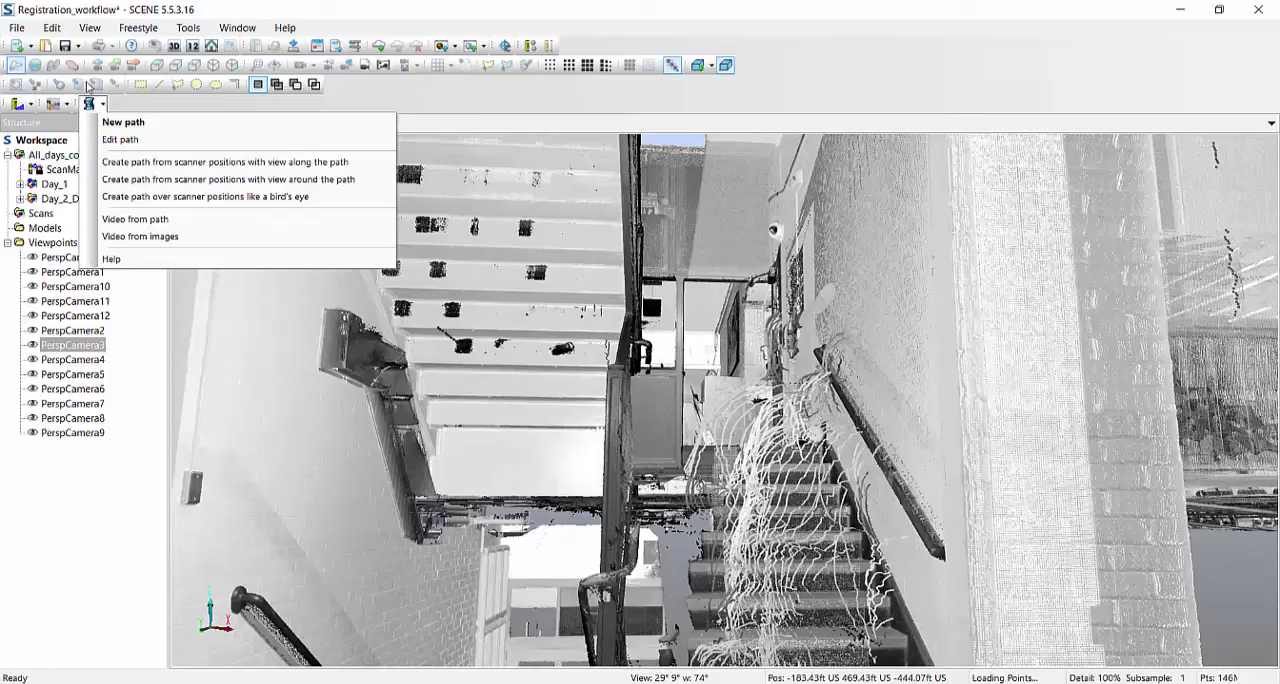 Registration_workflow* - SCENE 5.5.3.16
File Edit View Freestyle Tools Window Help
3D 12
Structure
New path
Edit path
Create path from scanner positions with view along the path
Create path from scanner positions with view around the path
Create path over scanner positions like a bird's eye
Video from path
Video from images
Help
Workspace
All_days_co
ScanMa
Day_1
Day_2_D
Scans
Models
Viewpoints
PerspCar
PerspCamera1
PerspCamera10
PerspCamera11
PerspCamera12
PerspCamera2
PerspCamera3
PerspCamera4
PerspCamera5
PerspCamera6
PerspCamera7
PerspCamera8
PerspCamera9
X
Ready View: 29° 9° w: 74° Pos: -183.43ft US 469.43ft US -444.07ft US Loading Points... Detail: 100% Subsample: 1 Pts: 146M